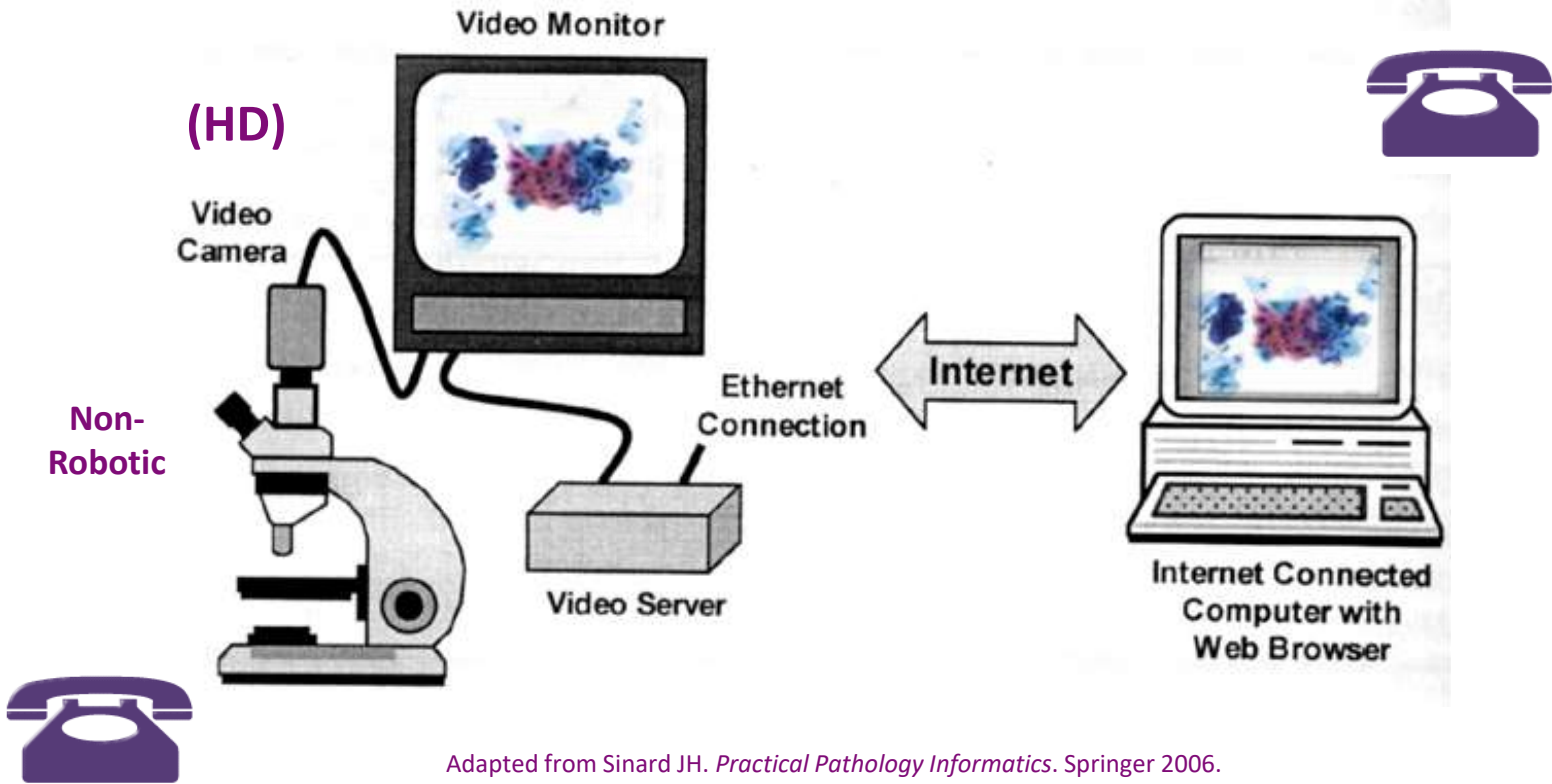 Video Monitor
(HD)
Video
Camera
Non-
Robotic
Ethernet
Connection
Video Server
Internet
Internet Connected
Computer with
Web Browser
Adapted from Sinard JH. Practical Pathology Informatics. Springer 2006.